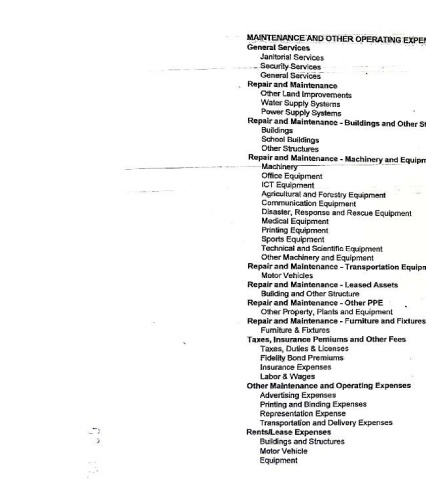 MAINTENANCE AND OTHER OPERATING EXPEN
General Services
Janitorial Services
Security Services
General Services
Repair and Maintenance
Other Land Improvements
Water Supply Systems
Power Supply Systems
Repair and Maintenance - Buildings and Other St
Buildings
School Buildings
Other Structures
Repair and Maintenance - Machinery and Equipm
Machinery
Office Equipment
ICT Equipment
Agricultural and Forestry Equipment
Communication Equipment
Disaster, Response and Rescue Equipment
Medical Equipment
Printing Equipment
Sports Equipment
Technical and Scientific Equipment
Other Machinery and Equipment
Repair and Maintenance - Transportation Equipm
Motor Vehicles
Repair and Maintenance - Leased Assets
Building and Other Structure
Repair and Maintenance - Other PPE
Other Property, Plants and Equipment
Repair and Maintenance - Furniture and Fixtures
Furniture & Fixtures
Taxes, Insurance Pemiums and Other Fees
Taxes, Duties & Licenses
Fidelity Bond Premiums
Insurance Expenses
Labor & Wages
Other Maintenance and Operating Expenses
Advertising Expenses
Printing and Binding Expenses
Representation Expense
Transportation and Delivery Expenses
Rents/Lease Expenses
Buildings and Structures
Motor Vehicle
Equipment